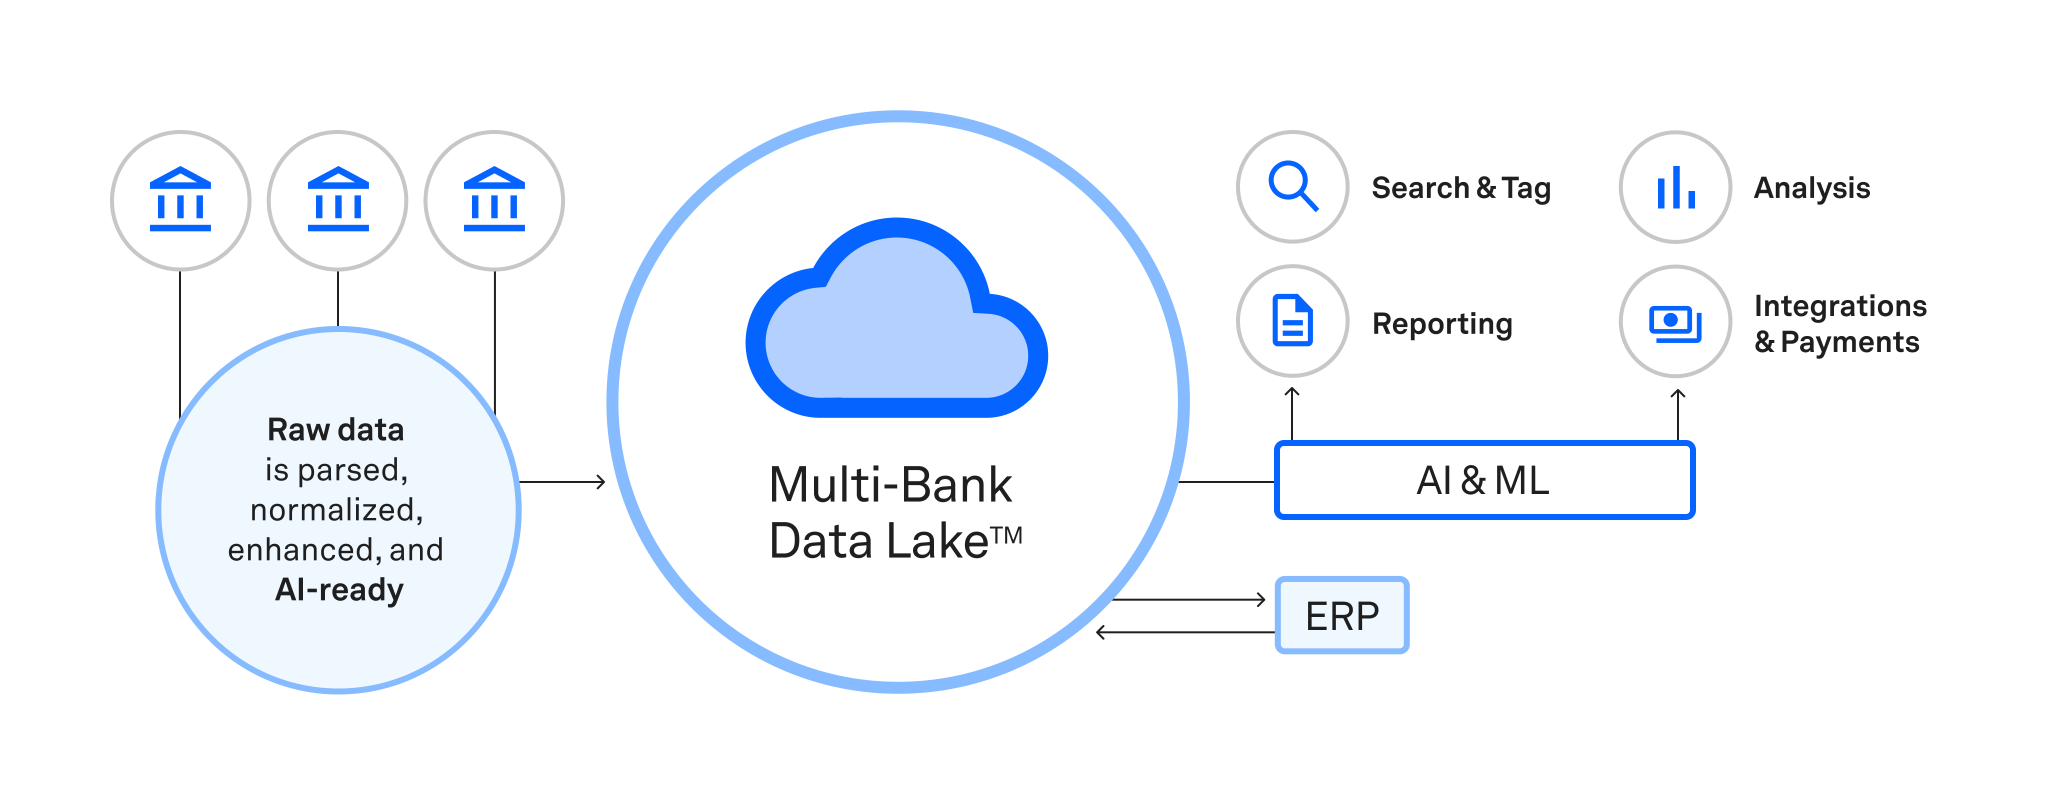 Raw data
is parsed,
normalized,
enhanced, and
AI-ready
Multi-Bank
Data Lake™
Search & Tag
Analysis
Reporting
Integrations
& Payments
AI & ML
ERP